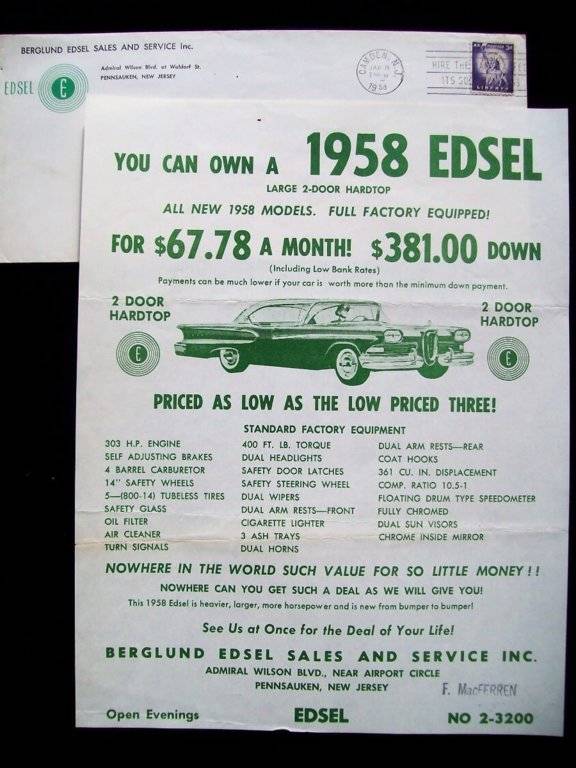 BERGLUND EDSEL SALES AND SERVICE Inc.
Admiral Wilson Blvd. at Waldorf St.
PENNSAUKEN, NEW JERSEY
EDSEL E
CAMDEN, N.J.
1958
HIRE THE
ITS
3¢
LIBERTY
YOU CAN OWN A 1958 EDSEL
LARGE 2-DOOR HARDTOP
ALL NEW 1958 MODELS. FULL FACTORY EQUIPPED!
FOR $67.78 A MONTH! $381.00 DOWN
(Including Low Bank Rates)
Payments can be much lower if your car is worth more than the minimum down payment.
2 DOOR
HARDTOP
E
2 DOOR
HARDTOP
E
PRICED AS LOW AS THE LOW PRICED THREE!
STANDARD FACTORY EQUIPMENT
303 H.P. ENGINE
SELF ADJUSTING BRAKES
4 BARREL CARBURETOR
14" SAFETY WHEELS
5—(800-14) TUBELESS TIRES
SAFETY GLASS
OIL FILTER
AIR CLEANER
TURN SIGNALS
400 FT. LB. TORQUE
DUAL HEADLIGHTS
SAFETY DOOR LATCHES
SAFETY STEERING WHEEL
DUAL WIPERS
DUAL ARM RESTS—FRONT
CIGARETTE LIGHTER
3 ASH TRAYS
DUAL HORNS
DUAL ARM RESTS—REAR
COAT HOOKS
361 CU. IN. DISPLACEMENT
COMP. RATIO 10.5-1
FLOATING DRUM TYPE SPEEDOMETER
FULLY CHROMED
DUAL SUN VISORS
CHROME INSIDE MIRROR
NOWHERE IN THE WORLD SUCH VALUE FOR SO LITTLE MONEY!!
NOWHERE CAN YOU GET SUCH A DEAL AS WE WILL GIVE YOU!
This 1958 Edsel is heavier, larger, more horsepower and is new from bumper to bumper!
See Us at Once for the Deal of Your Life!
BERGLUND EDSEL SALES AND SERVICE INC.
ADMIRAL WILSON BLVD., NEAR AIRPORT CIRCLE
PENNSAUKEN, NEW JERSEY
F. MacFERREN
Open Evenings EDSEL NO 2-3200